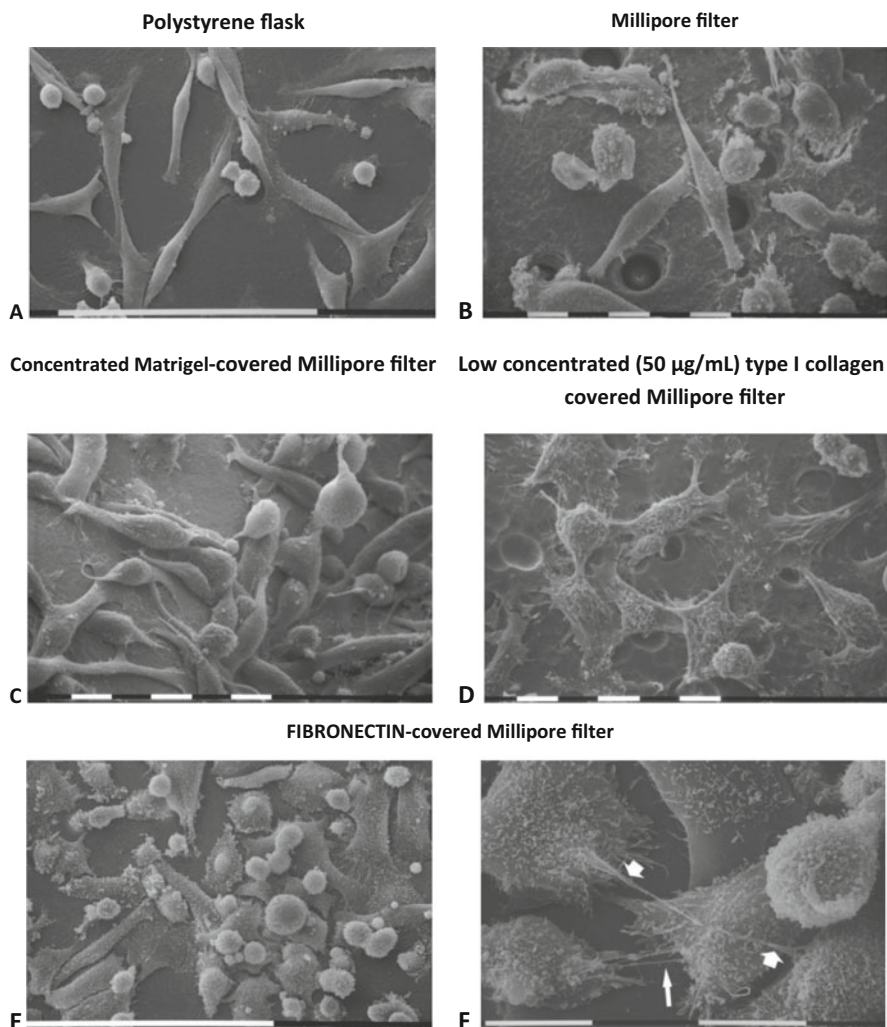 Polystyrene flask
Millipore filter
A
B
Concentrated Matrigel-covered Millipore filter
Low concentrated (50 µg/mL) type I collagen
covered Millipore filter
C
D
FIBRONECTIN-covered Millipore filter
E
F